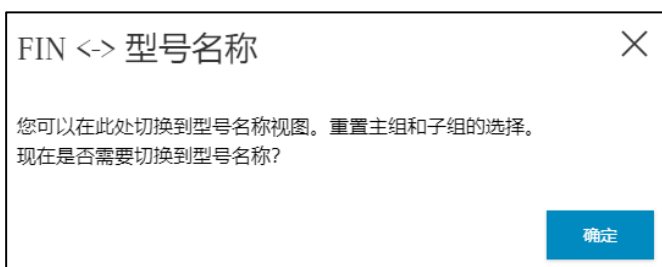 FIN <-> 型号名称
您可以在此处切换到型号名称视图。重置主组和子组的选择。
现在是否需要切换到型号名称?
确定